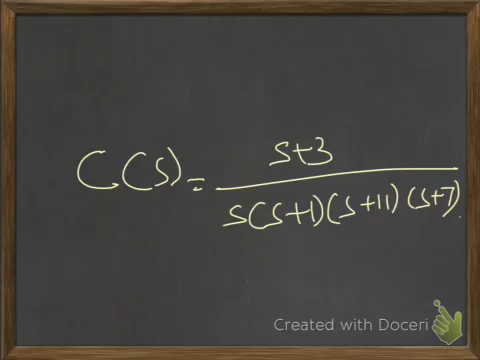 C(s) = s+3 / s(s+1)(s+11)(s+7)
Created with Doceri